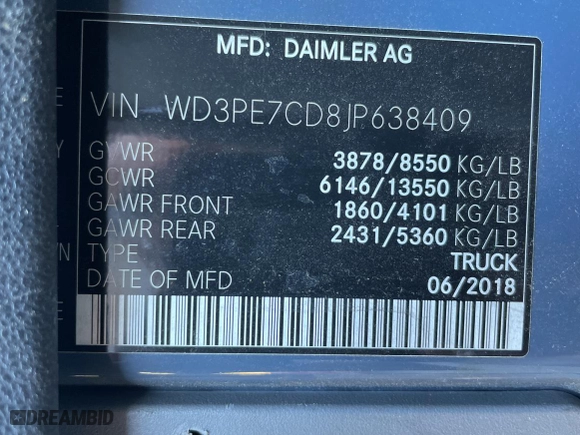 MFD: DAIMLER AG
VIN WD3PE7CD8JP638409
GVWR 3878/8550 KG/LB
GCWR 6146/13550 KG/LB
GAWR FRONT 1860/4101 KG/LB
GAWR REAR 2431/5360 KG/LB
TYPE TRUCK
DATE OF MFD 06/2018
DREAMBID